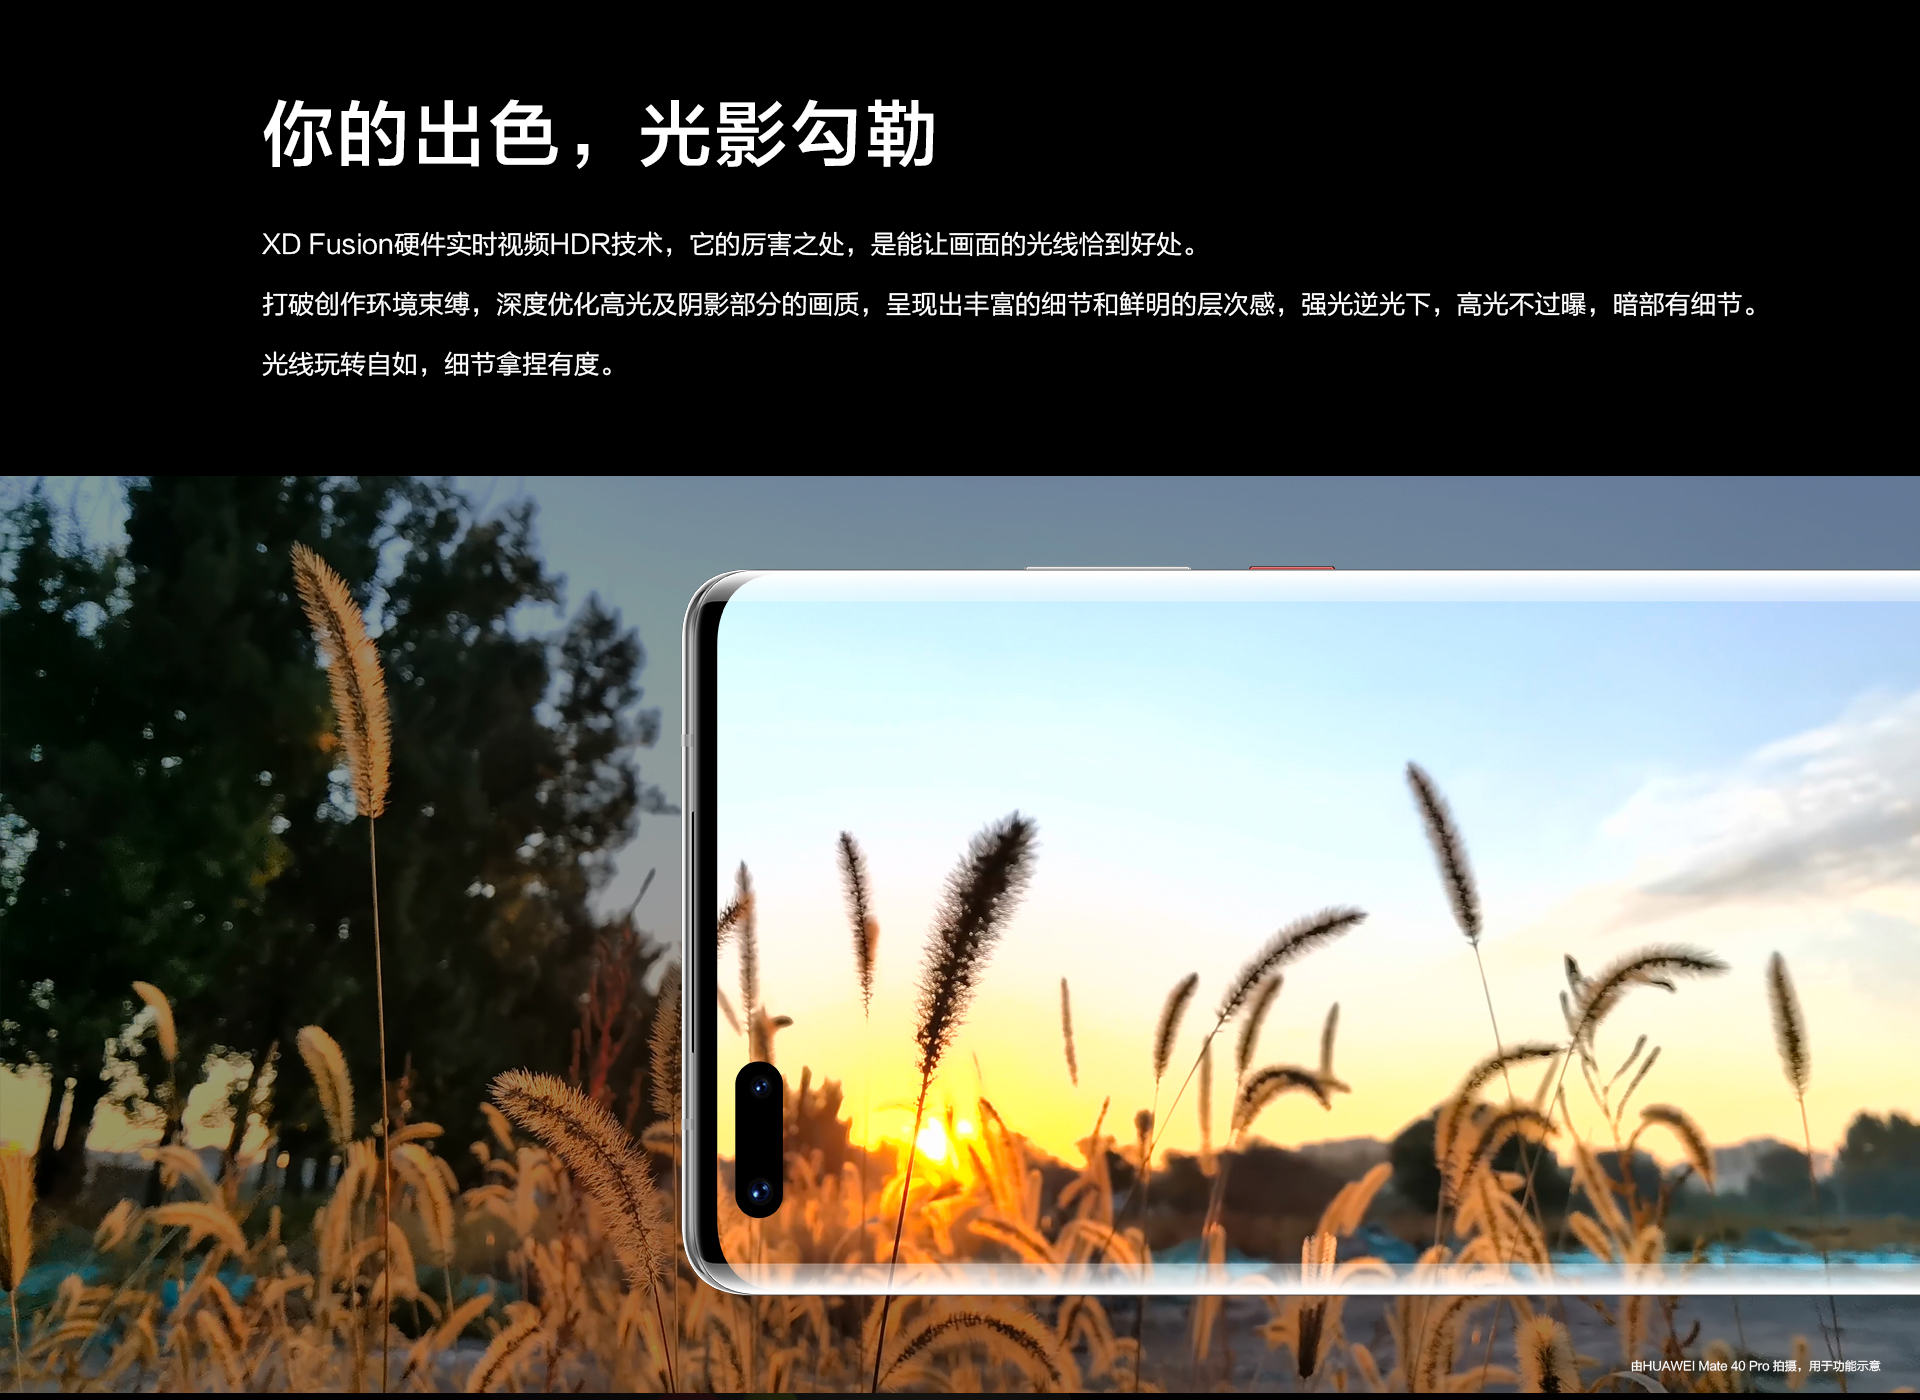 你的出色，光影勾勒
XD Fusion硬件实时视频HDR技术，它的厉害之处，是能让画面的光线恰到好处。
打破创作环境束缚，深度优化高光及阴影部分的画质，呈现出丰富的细节和鲜明的层次感，强光逆光下，高光不过曝，暗部有细节。
光线玩转自如，细节拿捏有度。
由HUAWEI Mate 40 Pro 拍摄，用于功能示意